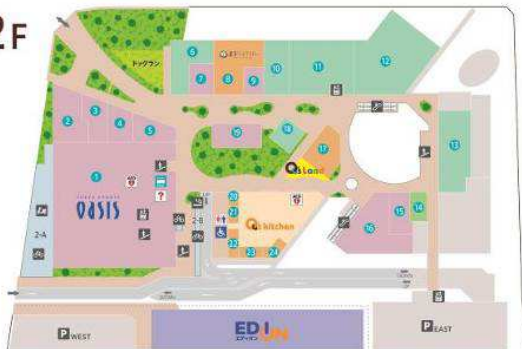 2F
ドッグラン
6
7
8
9
10
11
12
2
3
4
5
19
18
17
13
Q's Land
1
AED
?
OASIS
2-A
2-B
20
21
22
23
24
AED
Q's kitchen
14
15
16
P WEST
EDION
エディオン
P EAST